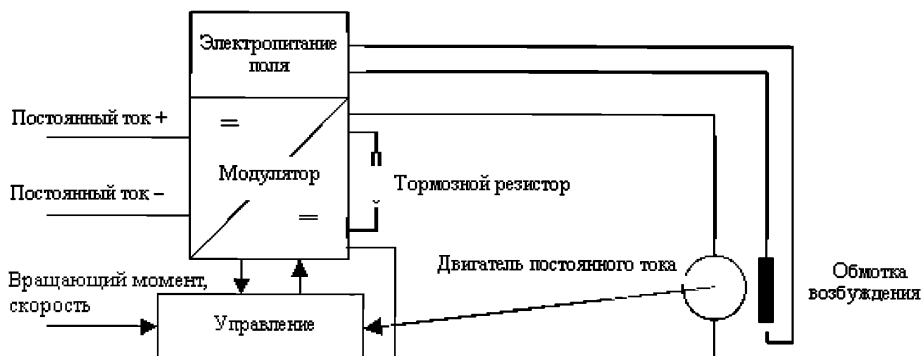 Электропитание
поля
Постоянный ток +
Модулятор
Постоянный ток –
Тормозной резистор
Вращающий момент,
скорость
Управление
Двигатель постоянного тока
Обмотка
возбуждения